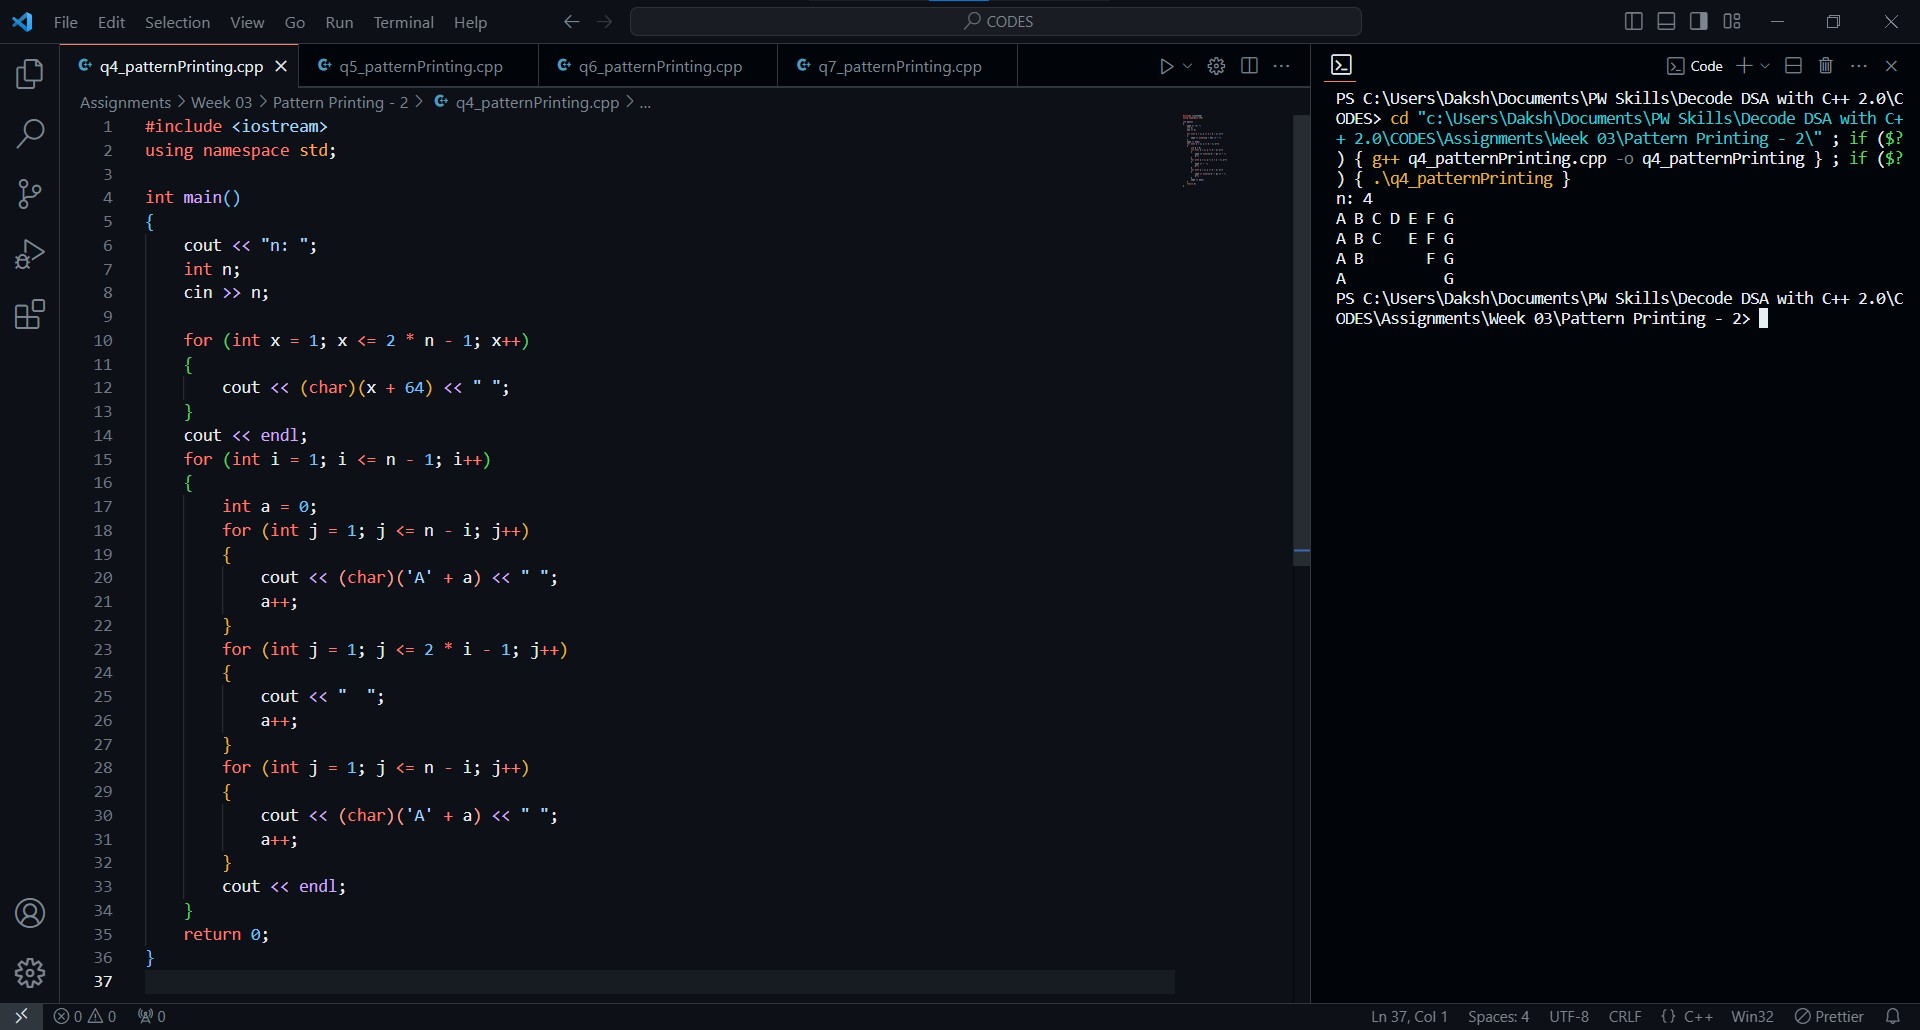 File Edit Selection View Go Run Terminal Help CODES
q4_patternPrinting.cpp q5_patternPrinting.cpp q6_patternPrinting.cpp q7_patternPrinting.cpp
Assignments > Week 03 > Pattern Printing - 2 > q4_patternPrinting.cpp > ...
1 #include <iostream>
2 using namespace std;
3
4 int main()
5 {
6 cout << "n: ";
7 int n;
8 cin >> n;
9
10 for (int x = 1; x <= 2 * n - 1; x++)
11 {
12 cout << (char)(x + 64) << " ";
13 }
14 cout << endl;
15 for (int i = 1; i <= n - 1; i++)
16 {
17 int a = 0;
18 for (int j = 1; j <= n - i; j++)
19 {
20 cout << (char)('A' + a) << " ";
21 a++;
22 }
23 for (int j = 1; j <= 2 * i - 1; j++)
24 {
25 cout << "  ";
26 a++;
27 }
28 for (int j = 1; j <= n - i; j++)
29 {
30 cout << (char)('A' + a) << " ";
31 a++;
32 }
33 cout << endl;
34 }
35 return 0;
36 }
37
Code
PS C:\Users\Daksh\Documents\PW Skills\Decode DSA with C++ 2.0\C
ODES> cd "c:\Users\Daksh\Documents\PW Skills\Decode DSA with C+
+ 2.0\CODES\Assignments\Week 03\Pattern Printing - 2\" ; if ($?
) { g++ q4_patternPrinting.cpp -o q4_patternPrinting } ; if ($?
) { .\q4_patternPrinting }
n: 4
A B C D E F G
A B C   E F G
A B       F G
A           G
PS C:\Users\Daksh\Documents\PW Skills\Decode DSA with C++ 2.0\C
ODES\Assignments\Week 03\Pattern Printing - 2>
0 0 0 Ln 37, Col 1 Spaces: 4 UTF-8 CRLF {} C++ Win32 Prettier